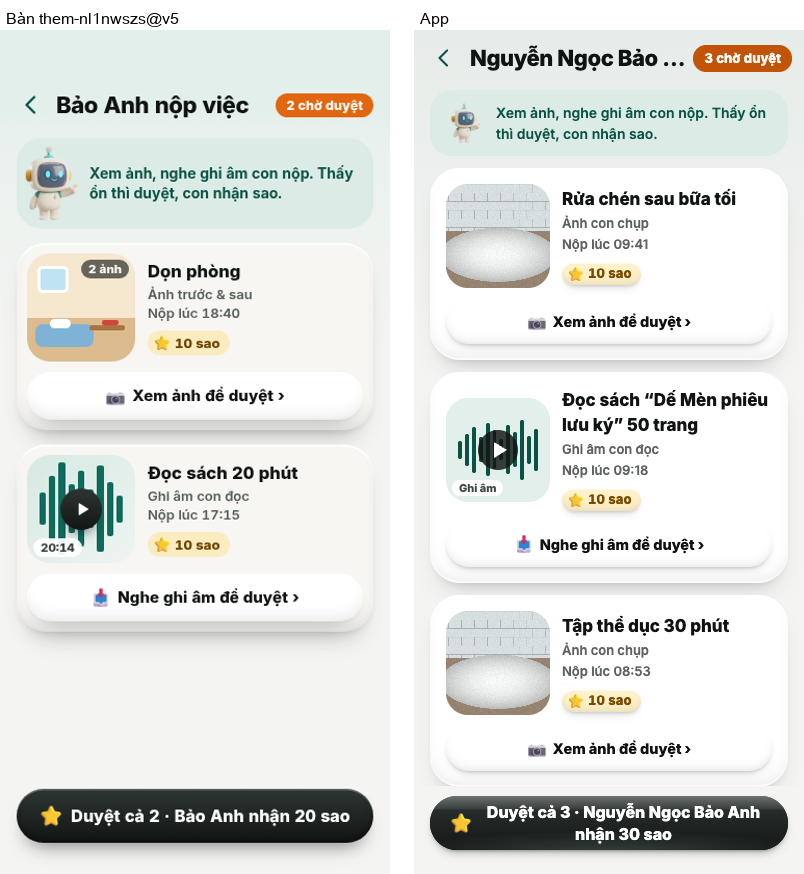 Bản them-nl1nwszs@v5
Bảo Anh nộp việc
2 chờ duyệt
Xem ảnh, nghe ghi âm con nộp. Thấy
ổn thì duyệt, con nhận sao.
2 ảnh
Dọn phòng
Ảnh trước & sau
Nộp lúc 18:40
10 sao
Xem ảnh để duyệt ›
20:14
Đọc sách 20 phút
Ghi âm con đọc
Nộp lúc 17:15
10 sao
Nghe ghi âm để duyệt ›
Duyệt cả 2 · Bảo Anh nhận 20 sao
App
Nguyễn Ngọc Bảo ...
3 chờ duyệt
Xem ảnh, nghe ghi âm con nộp. Thấy ổn
thì duyệt, con nhận sao.
Rửa chén sau bữa tối
Ảnh con chụp
Nộp lúc 09:41
10 sao
Xem ảnh để duyệt ›
Đọc sách “Dế Mèn phiêu
lưu ký” 50 trang
Ghi âm con đọc
Nộp lúc 09:18
Ghi âm
10 sao
Nghe ghi âm để duyệt ›
Tập thể dục 30 phút
Ảnh con chụp
Nộp lúc 08:53
10 sao
Xem ảnh để duyệt ›
Duyệt cả 3 · Nguyễn Ngọc Bảo Anh
nhận 30 sao